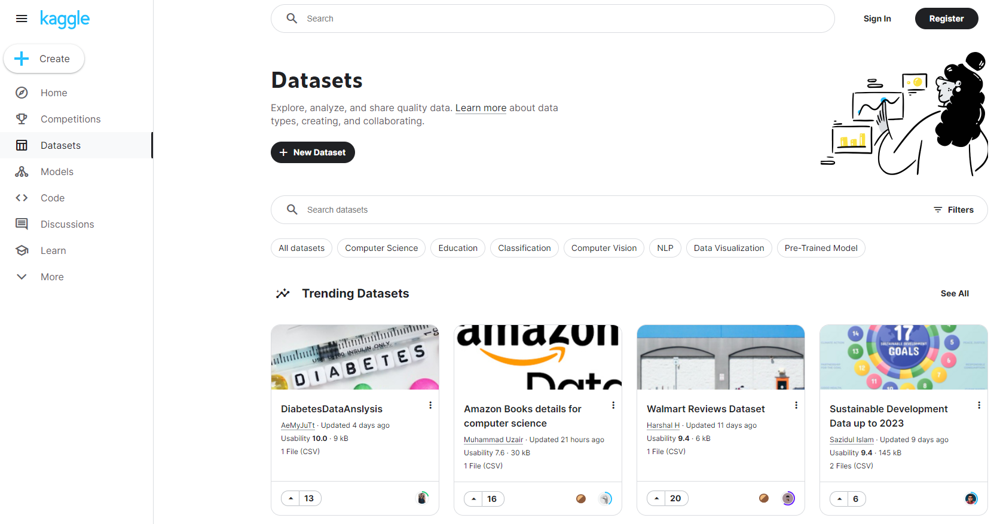 kaggle
Search
Sign In
Register
Create
Home
Competitions
Datasets
Models
Code
Discussions
Learn
More
Datasets
Explore, analyze, and share quality data. Learn more about data
types, creating, and collaborating.
New Dataset
Search datasets
Filters
All datasets
Computer Science
Education
Classification
Computer Vision
NLP
Data Visualization
Pre-Trained Model
Trending Datasets
See All
INSULIN ONLY
DIABETES
DiabetesDataAnslysis
AeMyJuTt · Updated 4 days ago
Usability 10.0 · 9 kB
1 File (CSV)
13
amazon
Data
Amazon Books details for
computer science
Muhammad Uzair · Updated 21 hours ago
Usability 7.6 · 30 kB
1 File (CSV)
16
Walmart Reviews Dataset
Harshal H · Updated 11 days ago
Usability 9.4 · 6 kB
1 File (CSV)
20
17
SUSTAINABLE DEVELOPMENT
GOALS
14
13
12
11
10
8
7
6
5
Sustainable Development
Data up to 2023
Sazidul Islam · Updated 9 days ago
Usability 9.4 · 145 kB
2 Files (CSV)
6